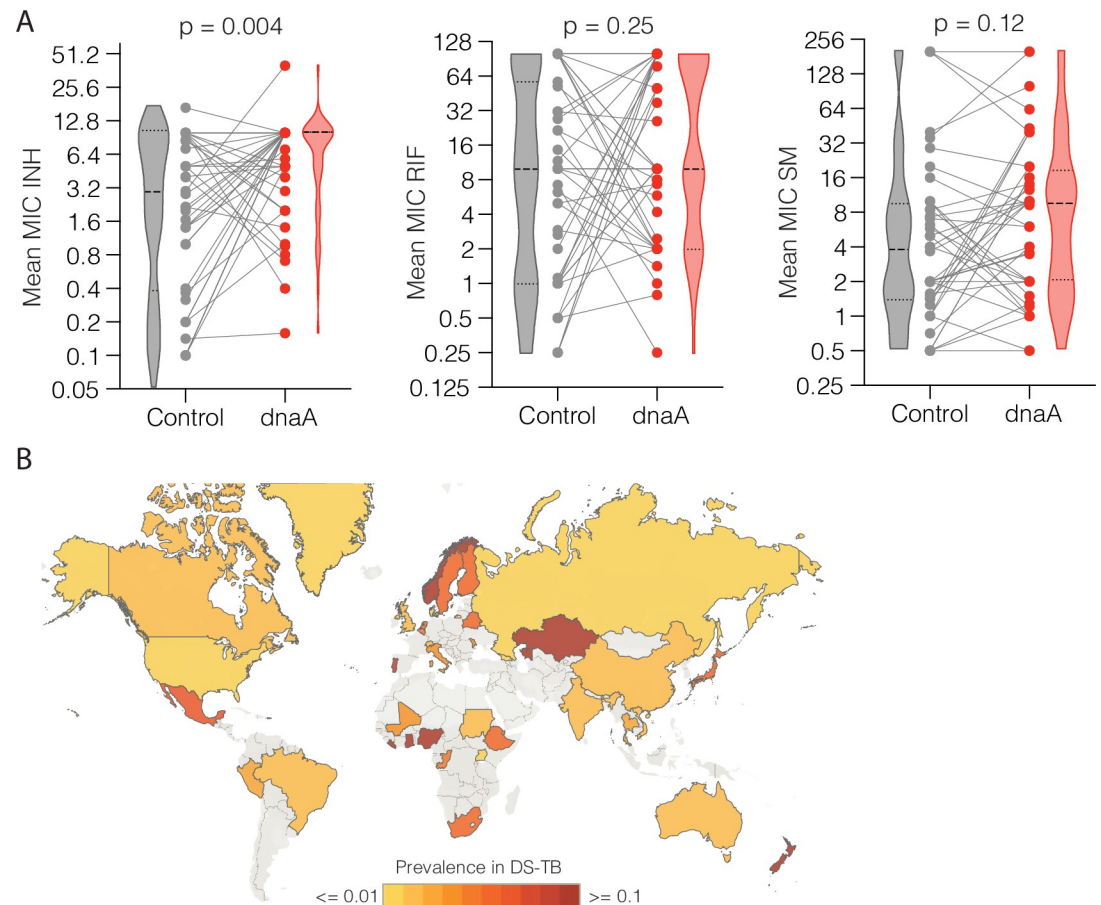 A
p = 0.004
Mean MIC INH
51.2
25.6
12.8
6.4
3.2
1.6
0.8
0.4
0.2
0.1
0.05
Control
dnaA
p = 0.25
Mean MIC RIF
128
64
32
16
8
4
2
1
0.5
0.25
0.125
Control
dnaA
p = 0.12
Mean MIC SM
256
128
64
32
16
8
4
2
1
0.5
0.25
Control
dnaA
B
Prevalence in DS-TB
<= 0.01
>= 0.1